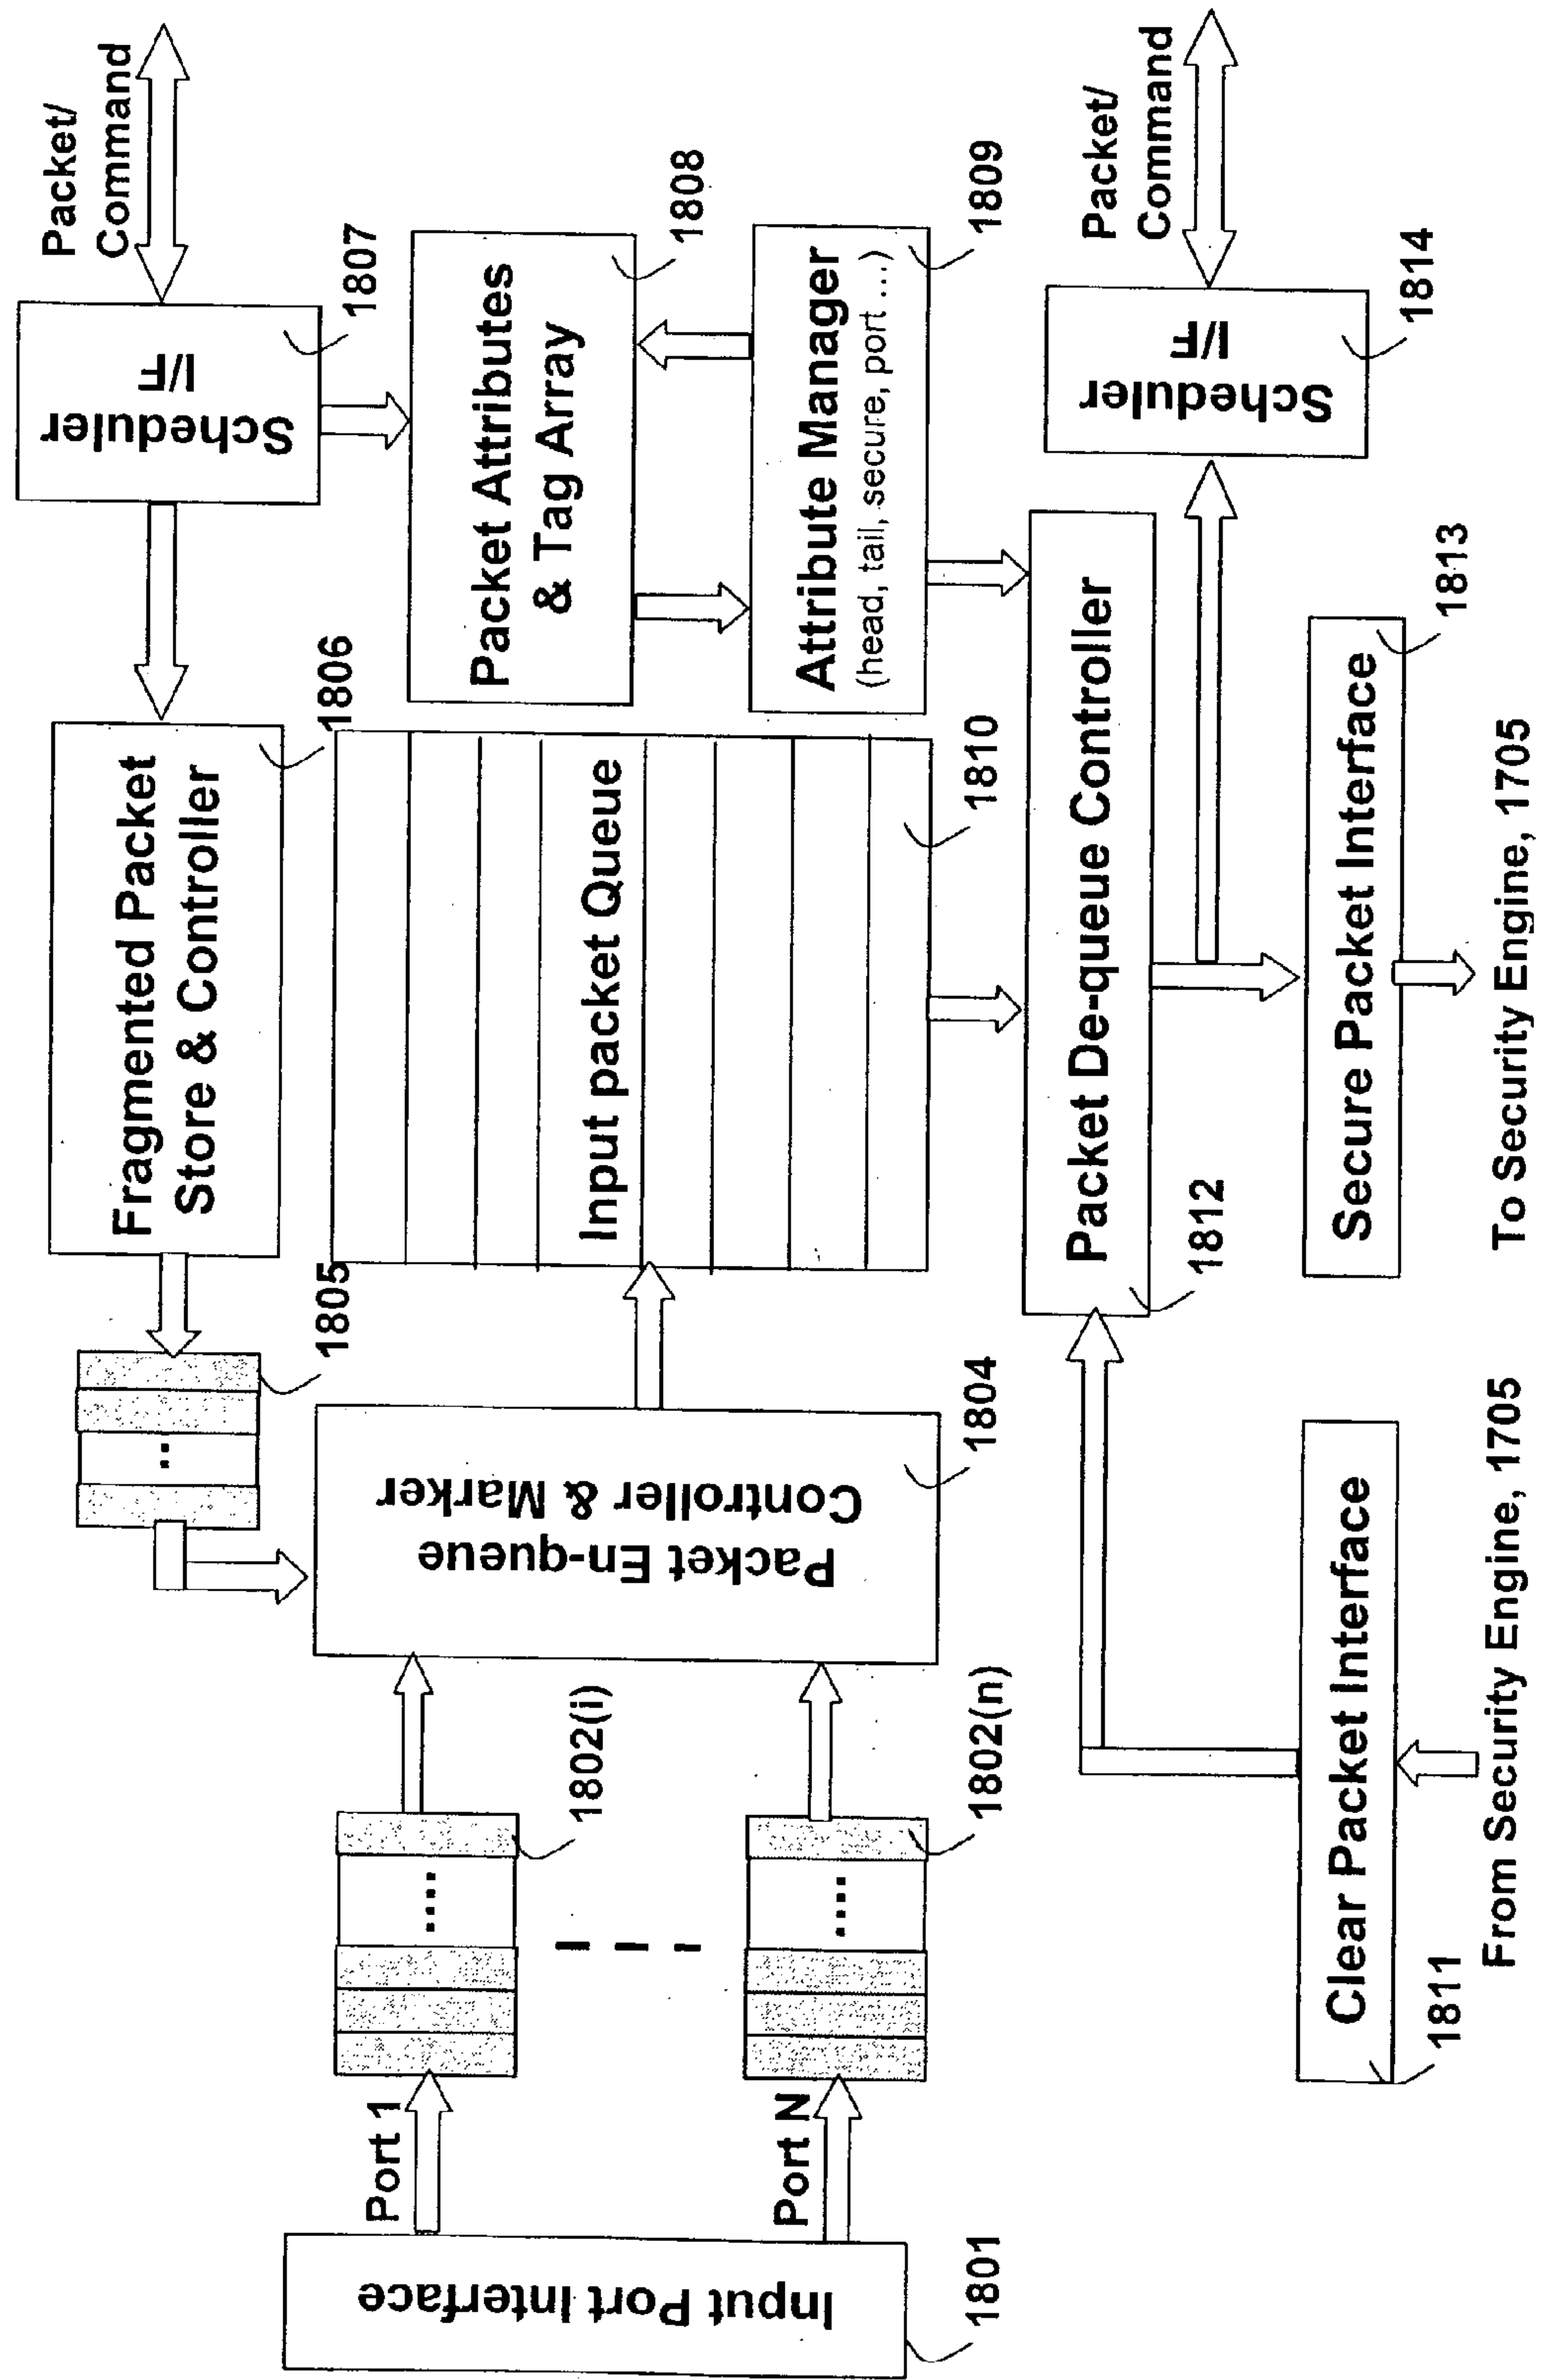 Packet/
Command
Scheduler
I/F
1807
Fragmented Packet
Store & Controller
1806
1805
Packet Attributes
& Tag Array
1808
Attribute Manager
(head, tail, secure, port ...)
1809
Input packet Queue
1810
Packet En-queue
Controller & Marker
1804
Input Port Interface
1801
Port 1
....
1802(i)
Port N
....
1802(n)
Packet De-queue Controller
1812
Scheduler
I/F
1814
Packet/
Command
Clear Packet Interface
1811
From Security Engine, 1705
Secure Packet Interface
1813
To Security Engine, 1705